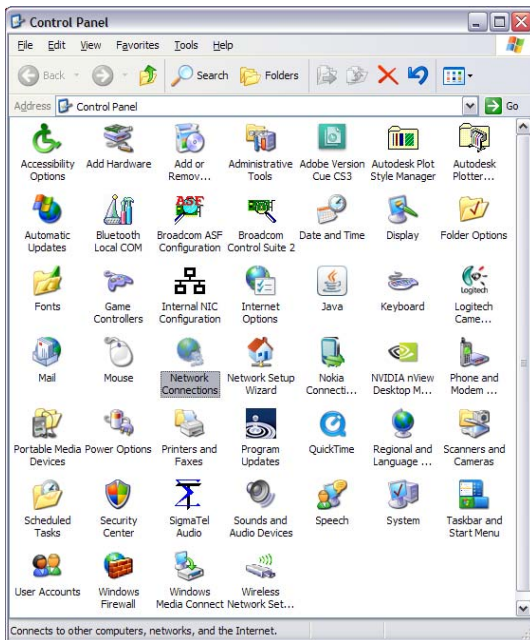 Control Panel
File Edit View Favorites Tools Help
Back Search Folders
Address Control Panel Go
Accessibility Options
Add Hardware
Add or Remov...
Administrative Tools
Adobe Version Cue CS3
Autodesk Plot Style Manager
Autodesk Plotter...
Automatic Updates
Bluetooth Local COM
ASF
Broadcom ASF Configuration
Broadcom Control Suite 2
Date and Time
Display
Folder Options
Fonts
Game Controllers
Internal NIC Configuration
Internet Options
Java
Keyboard
Logitech
Logitech Came...
Mail
Mouse
Network Connections
Network Setup Wizard
Nokia Connecti...
NVIDIA nView Desktop M...
Phone and Modem ...
Portable Media Devices
Power Options
Printers and Faxes
Program Updates
QuickTime
Regional and Language ...
Scanners and Cameras
Scheduled Tasks
Security Center
SigmaTel Audio
Sounds and Audio Devices
Speech
System
Taskbar and Start Menu
User Accounts
Windows Firewall
Windows Media Connect
Wireless Network Set...
Connects to other computers, networks, and the Internet.